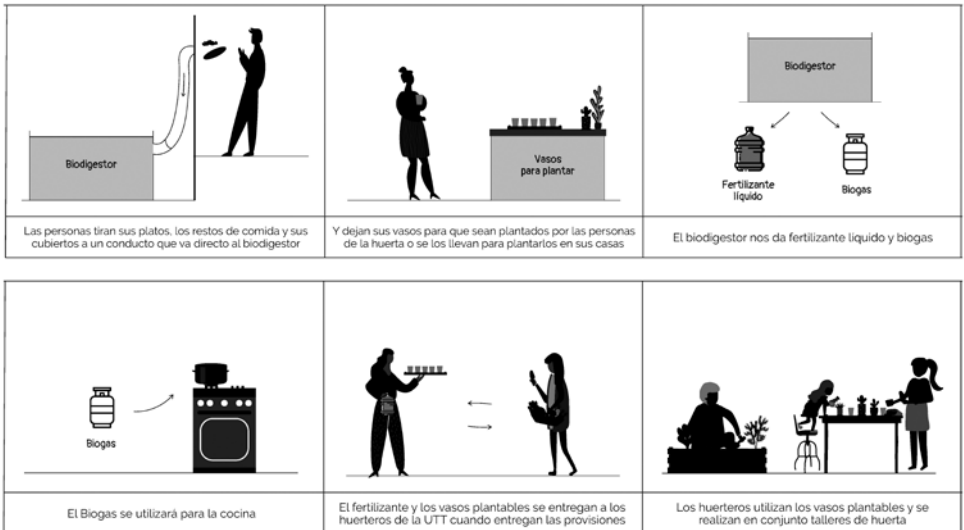 Biodigestor
Las personas tiran sus platos, los restos de comida y sus
cubiertos a un conducto que va directo al biodigestor
Vasos
para plantar
Y dejan sus vasos para que sean plantados por las personas
de la huerta o se los llevan para plantarlos en sus casas
Biodigestor
Fertilizante
líquido
Biogas
El biodigestor nos da fertilizante liquido y biogas
Biogas
El Biogas se utilizará para la cocina
El fertilizante y los vasos plantables se entregan a los
huerteros de la UTT cuando entregan las provisiones
Los huerteros utilizan los vasos plantables y se
realizan en conjunto talleres de huerta